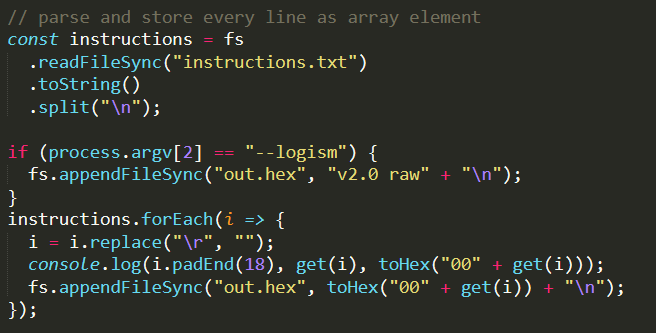 // parse and store every line as array element
const instructions = fs
  .readFileSync("instructions.txt")
  .toString()
  .split("\n");

if (process.argv[2] == "--logism") {
  fs.appendFileSync("out.hex", "v2.0 raw" + "\n");
}
instructions.forEach(i => {
  i = i.replace("\r", "");
  console.log(i.padEnd(18), get(i), toHex("00" + get(i)));
  fs.appendFileSync("out.hex", toHex("00" + get(i)) + "\n");
});